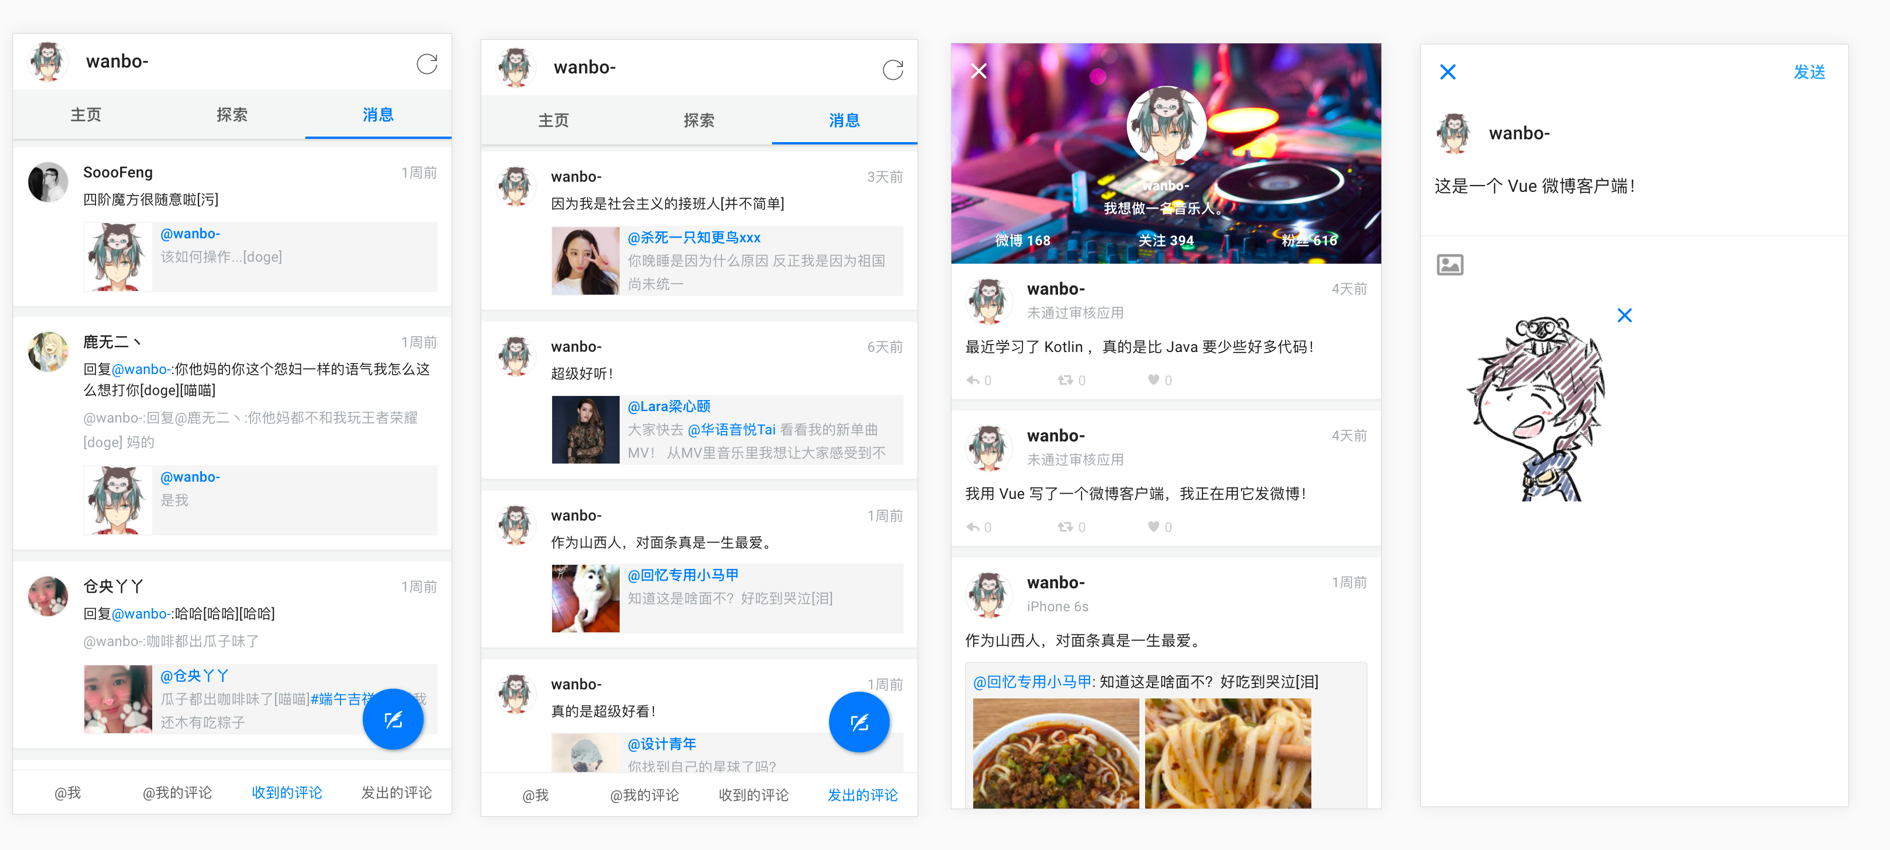 wanbo-
主页 探索 消息
SoooFeng 1周前
四阶魔方很随意啦[污]
@wanbo-
该如何操作...[doge]
鹿无二丶 1周前
回复@wanbo-:你他妈的你这个怨妇一样的语气我怎么这
么想打你[doge][喵喵]
@wanbo-:回复@鹿无二丶:你他妈都不和我玩王者荣耀
[doge] 妈的
@wanbo-
是我
仓央丫丫 1周前
回复@wanbo-:哈哈[哈哈][哈哈]
@wanbo-:咖啡都出瓜子味了
@仓央丫丫
瓜子都出咖啡味了[喵喵]#端午吉祥 我
还木有吃粽子
@我 @我的评论 收到的评论 发出的评论
wanbo-
主页 探索 消息
wanbo- 3天前
因为我是社会主义的接班人[并不简单]
@杀死一只知更鸟xxx
你晚睡是因为什么原因 反正我是因为祖国
尚未统一
wanbo- 6天前
超级好听!
@Lara梁心颐
大家快去 @华语音悦Tai 看看我的新单曲
MV! 从MV里音乐里我想让大家感受到不
wanbo- 1周前
作为山西人，对面条真是一生最爱。
@回忆专用小马甲
知道这是啥面不？好吃到哭泣[泪]
wanbo- 1周前
真的是超级好看!
@设计青年
你找到自己的星球了吗?
@我 @我的评论 收到的评论 发出的评论
wanbo-
我想做一名音乐人。
微博 168 关注 394 粉丝 616
wanbo- 4天前
未通过审核应用
最近学习了 Kotlin ，真的是比 Java 要少些好多代码！
0 0 0
wanbo- 4天前
未通过审核应用
我用 Vue 写了一个微博客户端，我正在用它发微博！
0 0 0
wanbo- 1周前
iPhone 6s
作为山西人，对面条真是一生最爱。
@回忆专用小马甲: 知道这是啥面不？好吃到哭泣[泪]
发送
wanbo-
这是一个 Vue 微博客户端！